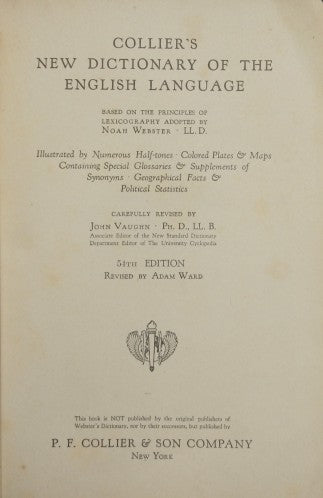 COLLIER'S
NEW DICTIONARY OF THE
ENGLISH LANGUAGE
BASED ON THE PRINCIPLES OF
LEXICOGRAPHY ADOPTED BY
NOAH WEBSTER · LL.D.
Illustrated by Numerous Half-tones · Colored Plates & Maps
Containing Special Glossaries & Supplements of
Synonyms · Geographical Facts &
Political Statistics
CAREFULLY REVISED BY
JOHN VAUGHN · PH. D., LL. B.
Associate Editor of the New Standard Dictionary
Department Editor of The University Cyclopedia
54TH EDITION
REVISED BY ADAM WARD
This book is NOT published by the original publishers of
Webster's Dictionary, nor by their successors, but published by
P. F. COLLIER & SON COMPANY
NEW YORK